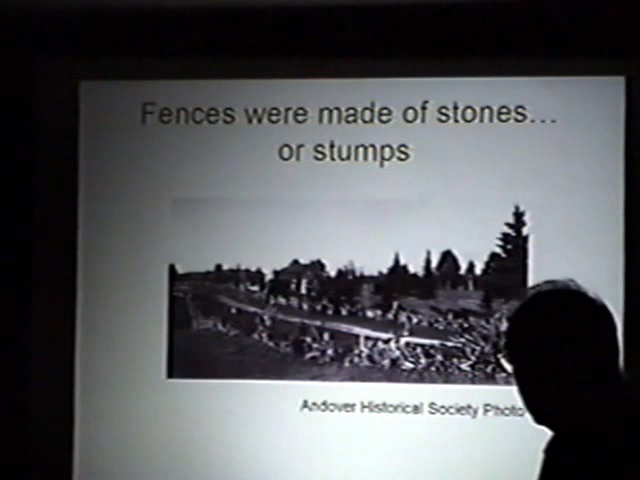 Fences were made of stones...
or stumps
Andover Historical Society Photo